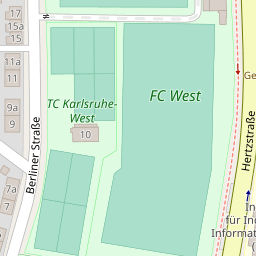 17
15a
15
11a
11
9a
9
7a
7
TC Karlsruhe-
West
10
FC West
Berliner Straße
Hertzstraße
Ge
In
für In
Informat
(